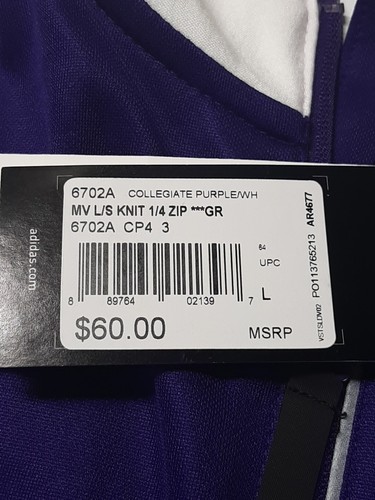 6702A COLLEGIATE PURPLE/WH
MV L/S KNIT 1/4 ZIP ***GR
6702A CP4 3
64
UPC
8 89764 02139 7
L
$60.00
MSRP
VSTSLDV02 PO113765213 AR4677
adidas.com